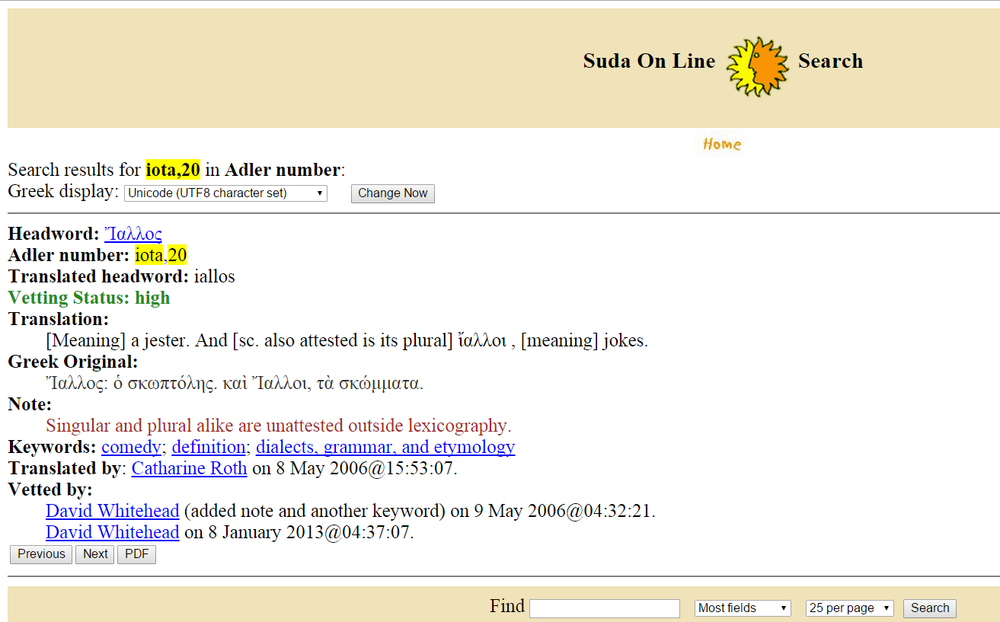 Suda On Line Search
Home
Search results for iota,20 in Adler number:
Greek display: Unicode (UTF8 character set) Change Now
Headword: Ἴαλλος
Adler number: iota,20
Translated headword: iallos
Vetting Status: high
Translation:
[Meaning] a jester. And [sc. also attested is its plural] ἴαλλοι , [meaning] jokes.
Greek Original:
Ἴαλλος: ὁ σκωπτόλης. καὶ Ἴαλλοι, τὰ σκώμματα.
Note:
Singular and plural alike are unattested outside lexicography.
Keywords: comedy; definition; dialects, grammar, and etymology
Translated by: Catharine Roth on 8 May 2006@15:53:07.
Vetted by:
David Whitehead (added note and another keyword) on 9 May 2006@04:32:21.
David Whitehead on 8 January 2013@04:37:07.
Previous Next PDF
Find Most fields 25 per page Search